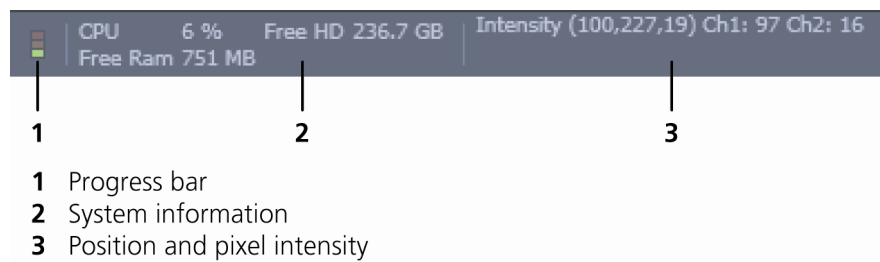 CPU 6 % Free HD 236.7 GB Intensity (100,227,19) Ch1: 97 Ch2: 16
Free Ram 751 MB
1 2 3
1 Progress bar
2 System information
3 Position and pixel intensity